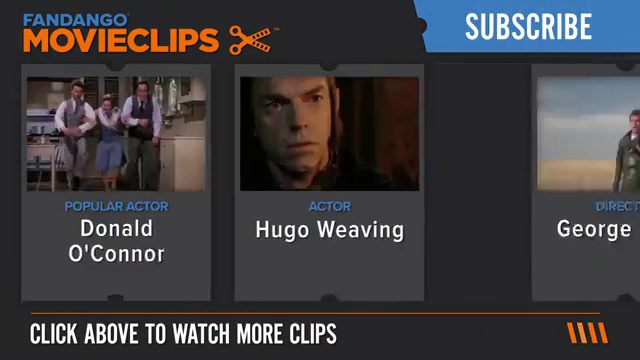 FANDANGO
MOVIECLIPS
SUBSCRIBE
POPULAR ACTOR
Donald
O'Connor
ACTOR
Hugo Weaving
George
CLICK ABOVE TO WATCH MORE CLIPS